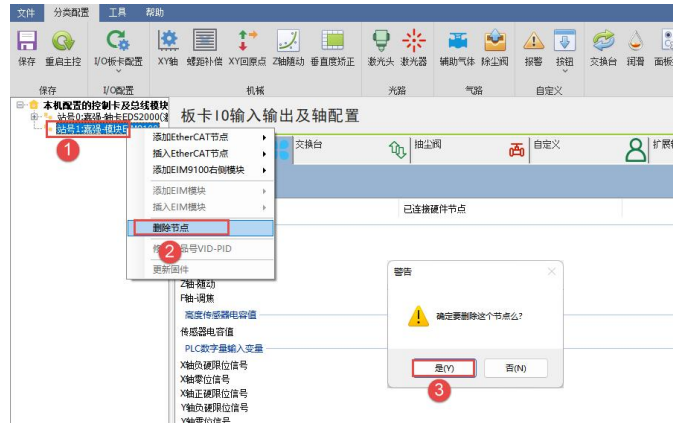 文件 分类配置 工具 帮助
保存 重启主控 I/O板卡配置 XY轴 螺距补偿 XY回原点 Z轴随动 垂直度矫正 激光头 激光器 辅助气体 除尘阀 报警 按钮 交换台 润滑 面板
保存 I/O配置 机械 光路 气路 自定义
本机配置的控制卡及总线模块
站号0:嘉强-轴卡EDS2000(
站号1:嘉强-模块EIM9100
板卡IO输入输出及轴配置
交换台 抽尘阀 自定义 扩展
1
添加EtherCAT节点
插入EtherCAT节点
添加EIM9100右侧模块
添加EIM模块
插入EIM模块
删除节点
2
品号VID-PID
更新固件
已连接硬件节点
警告
确定要删除这个节点么?
是(Y) 否(N)
3
Z轴-随动
F轴-调焦
高度传感器电容值
传感器电容值
PLC数字量输入变量
X轴负硬限位信号
X轴零位信号
X轴正硬限位信号
Y轴负硬限位信号
Y轴零位信号